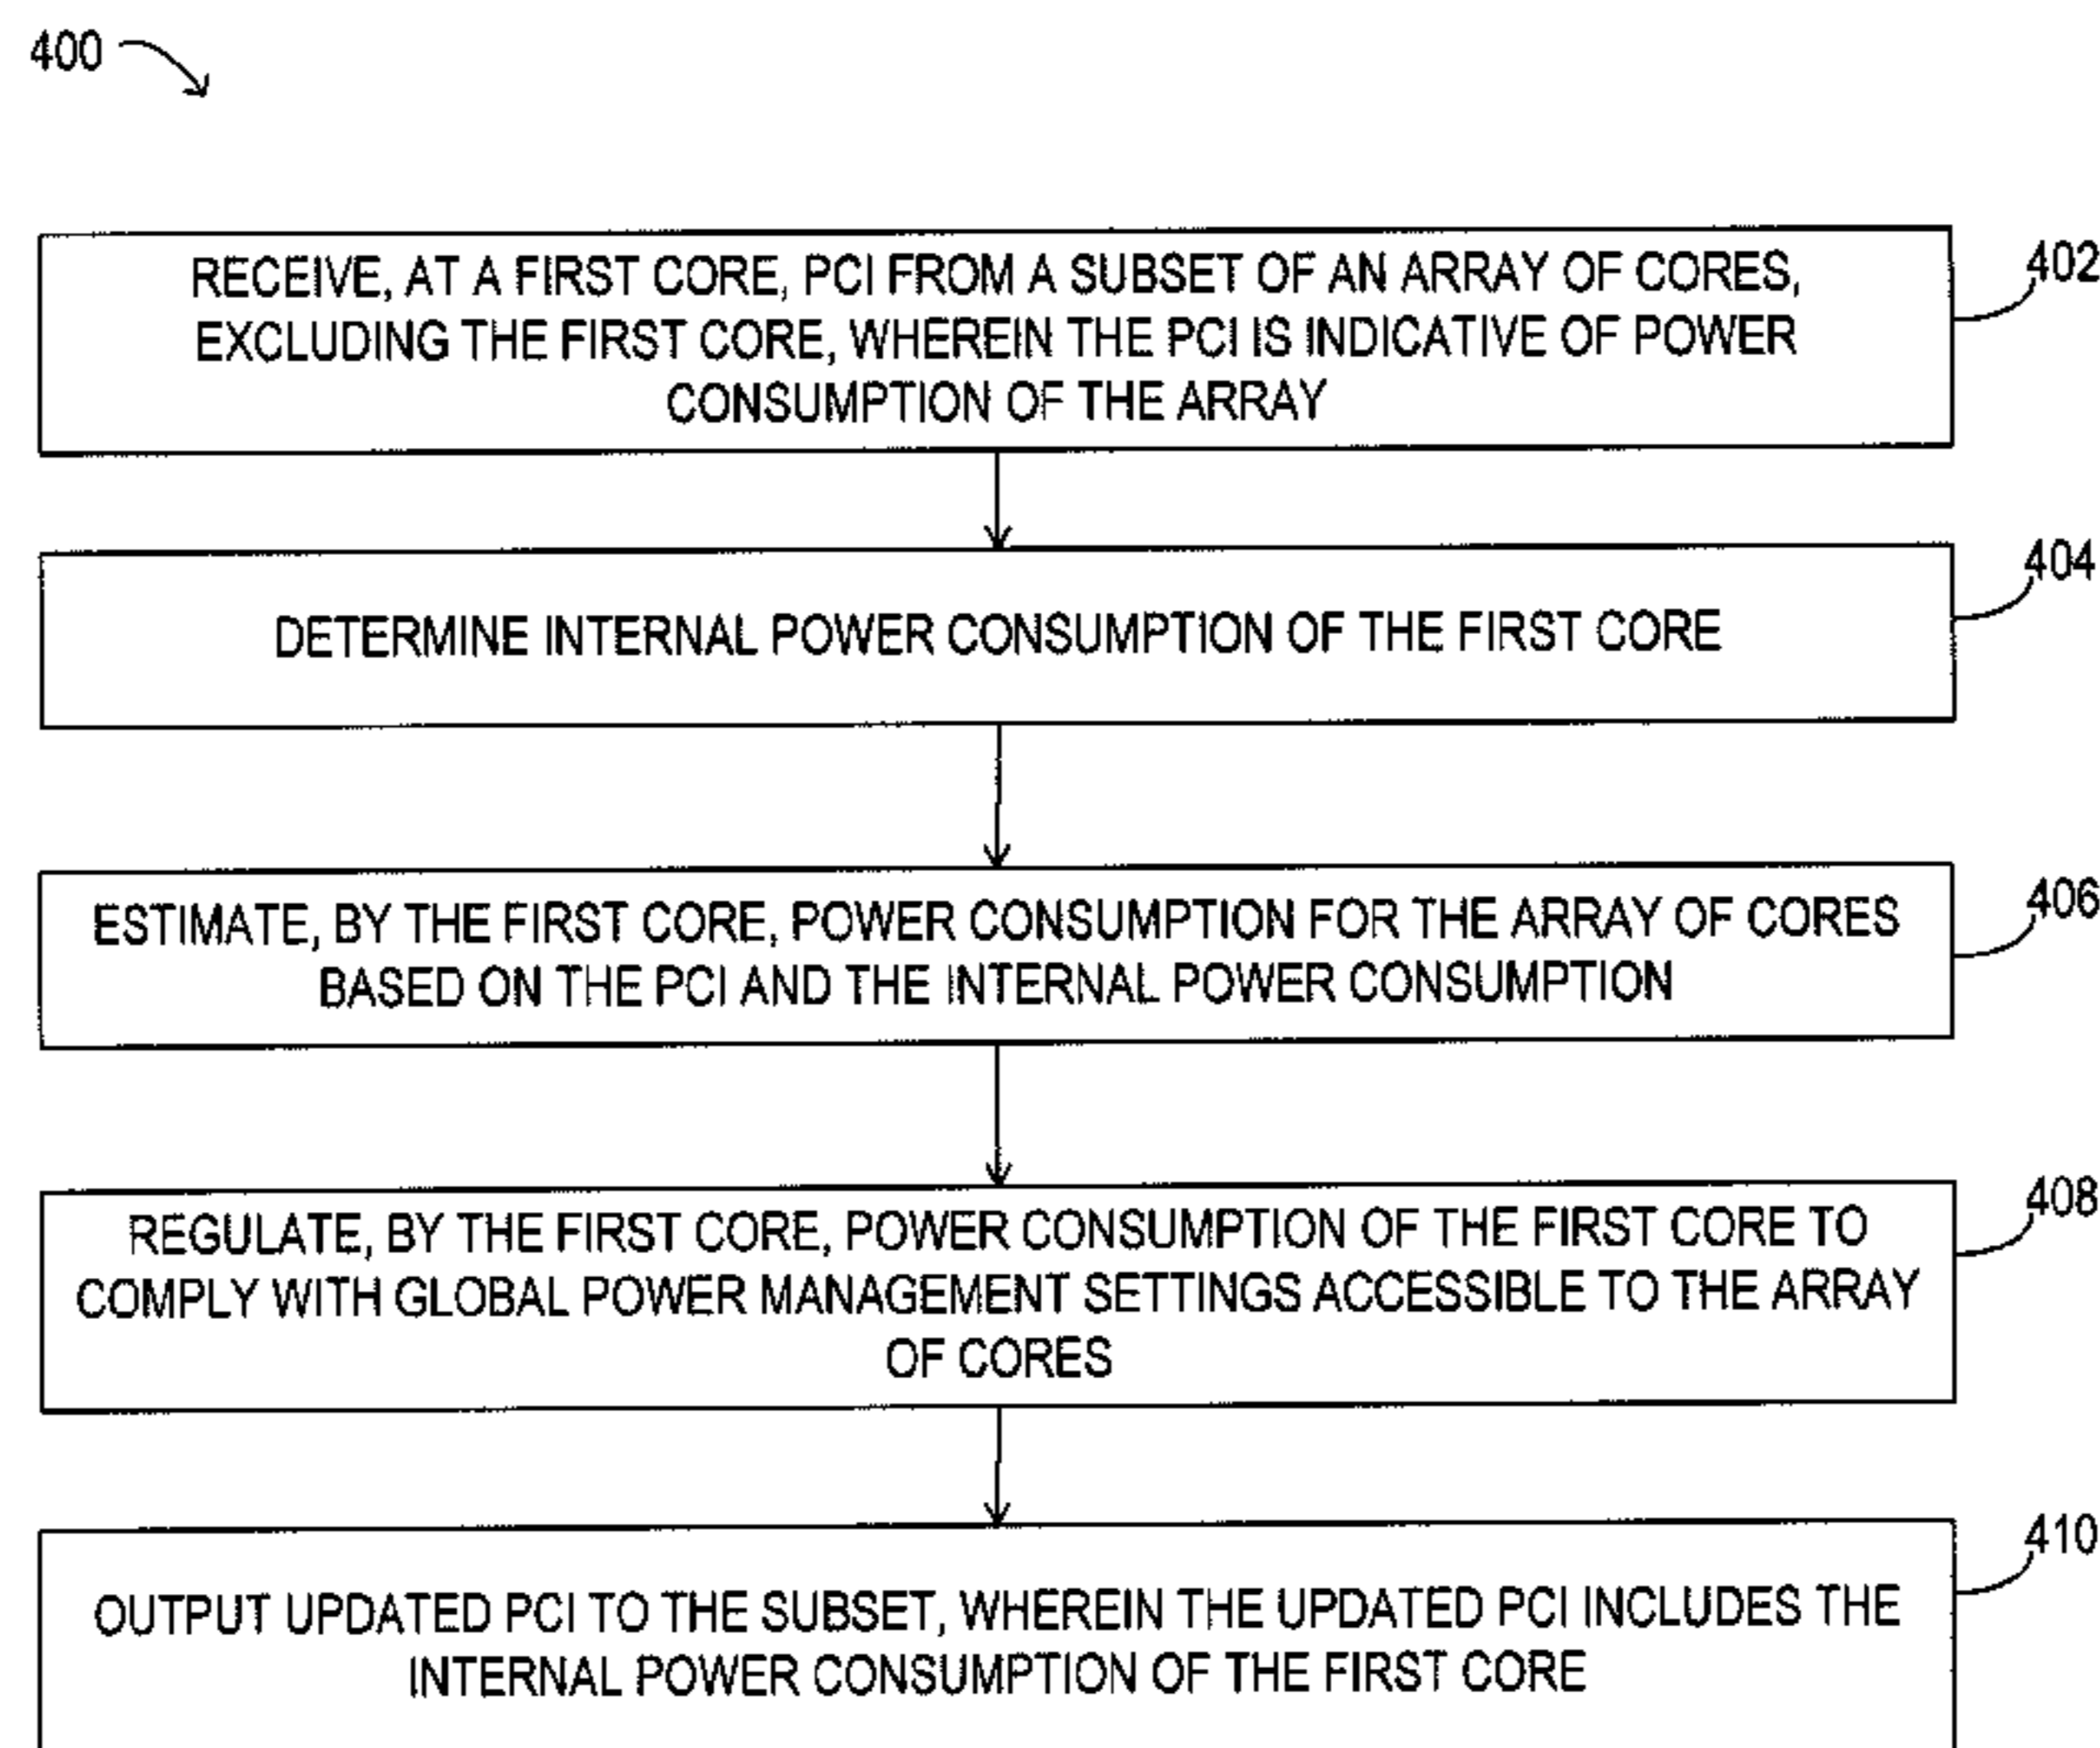 400
RECEIVE, AT A FIRST CORE, PCI FROM A SUBSET OF AN ARRAY OF CORES,
EXCLUDING THE FIRST CORE, WHEREIN THE PCI IS INDICATIVE OF POWER
CONSUMPTION OF THE ARRAY
402
DETERMINE INTERNAL POWER CONSUMPTION OF THE FIRST CORE
404
ESTIMATE, BY THE FIRST CORE, POWER CONSUMPTION FOR THE ARRAY OF CORES
BASED ON THE PCI AND THE INTERNAL POWER CONSUMPTION
406
REGULATE, BY THE FIRST CORE, POWER CONSUMPTION OF THE FIRST CORE TO
COMPLY WITH GLOBAL POWER MANAGEMENT SETTINGS ACCESSIBLE TO THE ARRAY
OF CORES
408
OUTPUT UPDATED PCI TO THE SUBSET, WHEREIN THE UPDATED PCI INCLUDES THE
INTERNAL POWER CONSUMPTION OF THE FIRST CORE
410